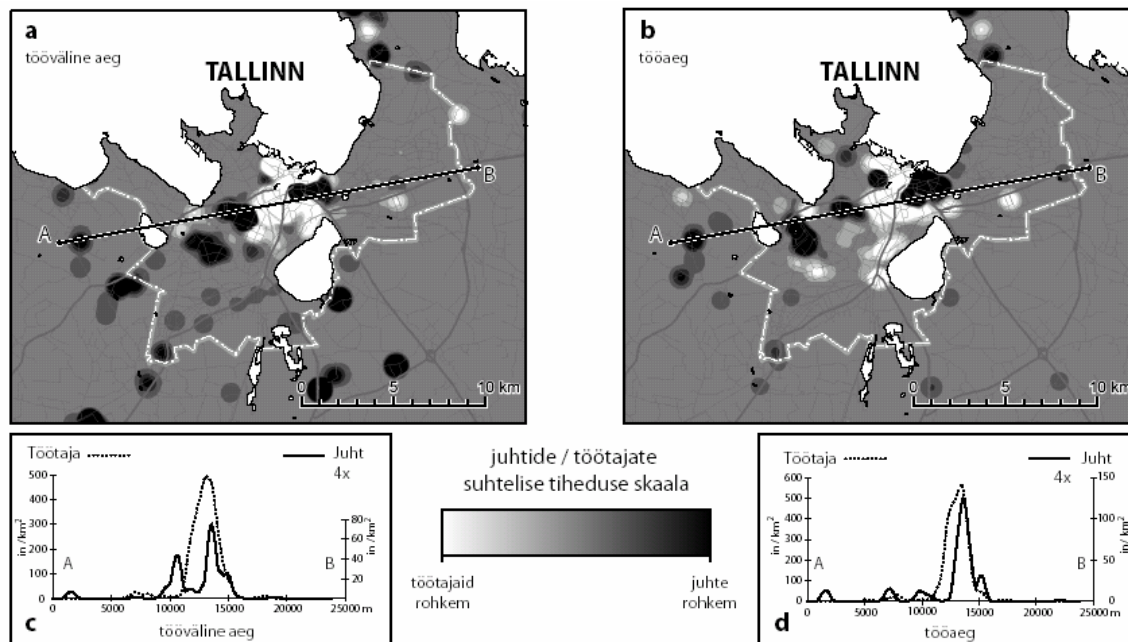 a
tööväline aeg
TALLINN
A
B
0 5 10 km
b
tööaeg
TALLINN
A
B
0 5 10 km
Töötaja
Juht
4x
500
400
300
200
100
0
in/km²
80
60
40
20
0
in/km²
A
B
0 5000 10000 15000 20000 25000 m
c
tööväline aeg
juhtide / töötajate
suhtelise tiheduse skaala
töötajaid
rohkem
juhte
rohkem
Töötaja
Juht
4x
600
500
400
300
200
100
0
in/km²
150
100
50
0
in/km²
A
B
0 5000 10000 15000 20000 25000 m
d
tööaeg